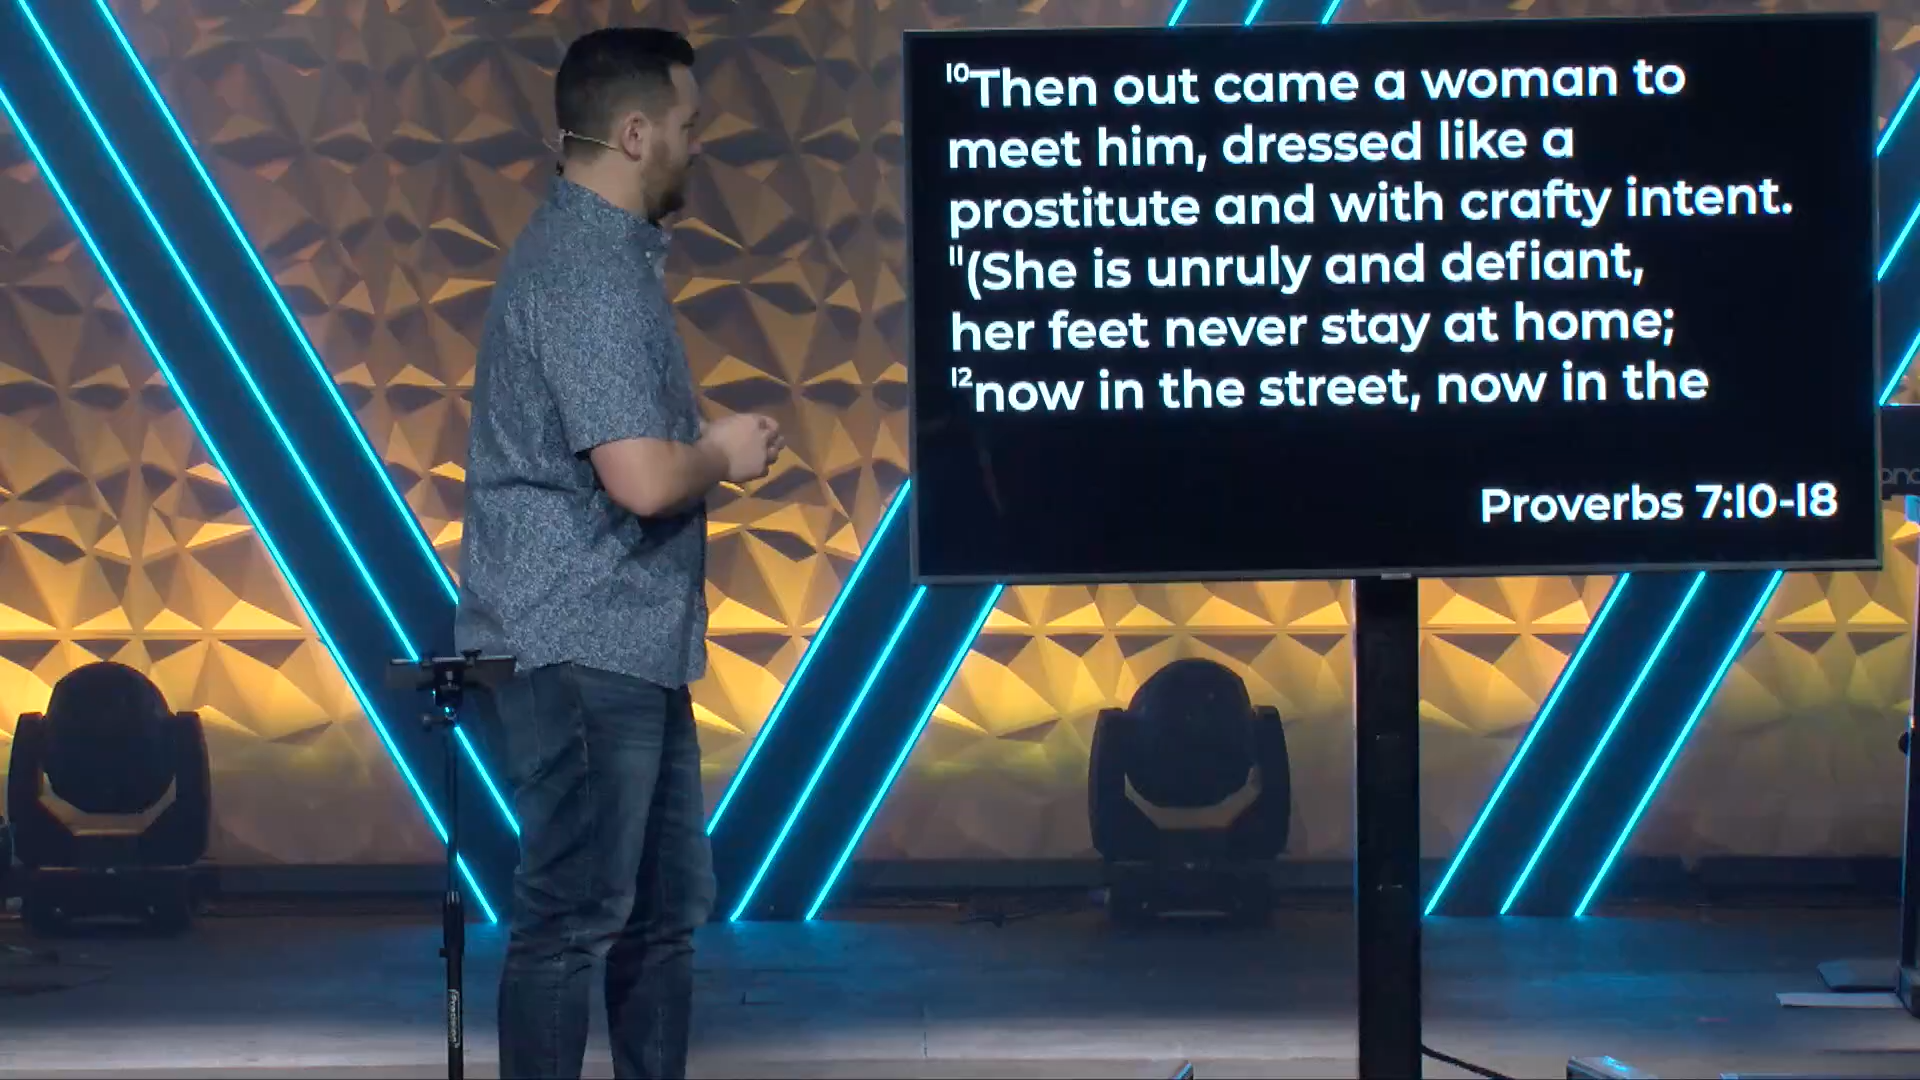 ¹⁰Then out came a woman to
meet him, dressed like a
prostitute and with crafty intent.
¹¹(She is unruly and defiant,
her feet never stay at home;
¹²now in the street, now in the
Proverbs 7:10-18